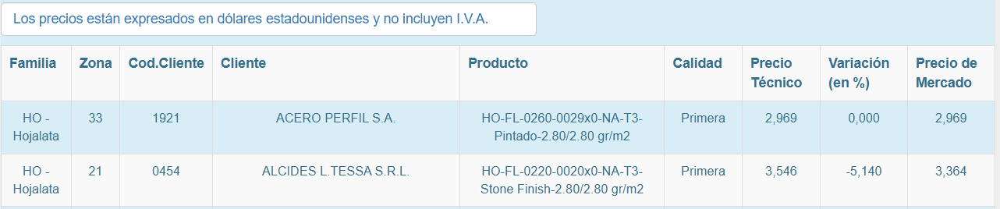 Los precios están expresados en dólares estadounidenses y no incluyen I.V.A.
Familia Zona Cod.Cliente Cliente Producto Calidad Precio Técnico Variación (en %) Precio de Mercado
HO - Hojalata 33 1921 ACERO PERFIL S.A. HO-FL-0260-0029x0-NA-T3-Pintado-2.80/2.80 gr/m2 Primera 2,969 0,000 2,969
HO - Hojalata 21 0454 ALCIDES L.TESSA S.R.L. HO-FL-0220-0020x0-NA-T3-Stone Finish-2.80/2.80 gr/m2 Primera 3,546 -5,140 3,364